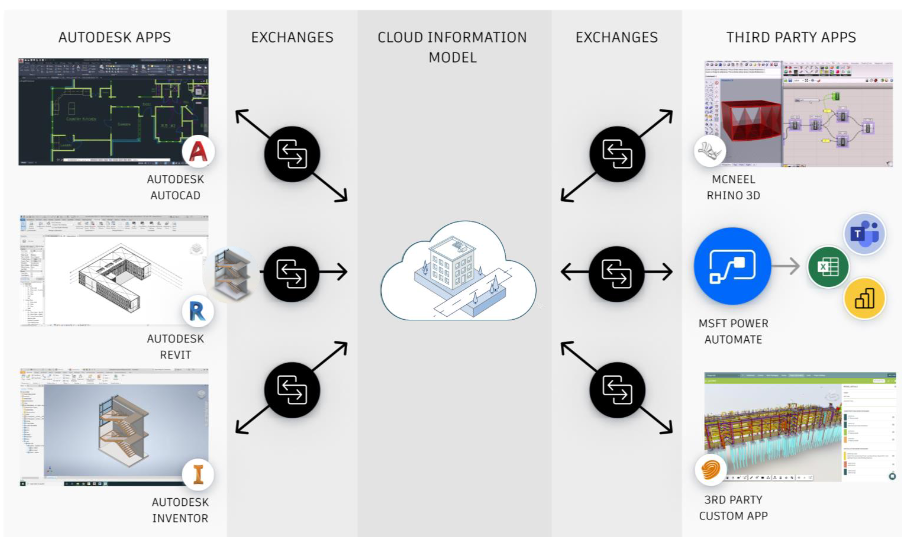 AUTODESK APPS
EXCHANGES
CLOUD INFORMATION
MODEL
EXCHANGES
THIRD PARTY APPS
AUTODESK
AUTOCAD
MCNEEL
RHINO 3D
AUTODESK
REVIT
MSFT POWER
AUTOMATE
AUTODESK
INVENTOR
3RD PARTY
CUSTOM APP